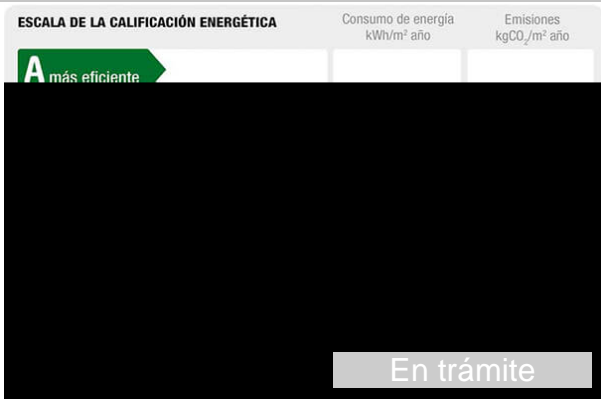 ESCALA DE LA CALIFICACIÓN ENERGÉTICA
Consumo de energía
kWh/m² año
Emisiones
kgCO₂/m² año
A más eficiente
En trámite